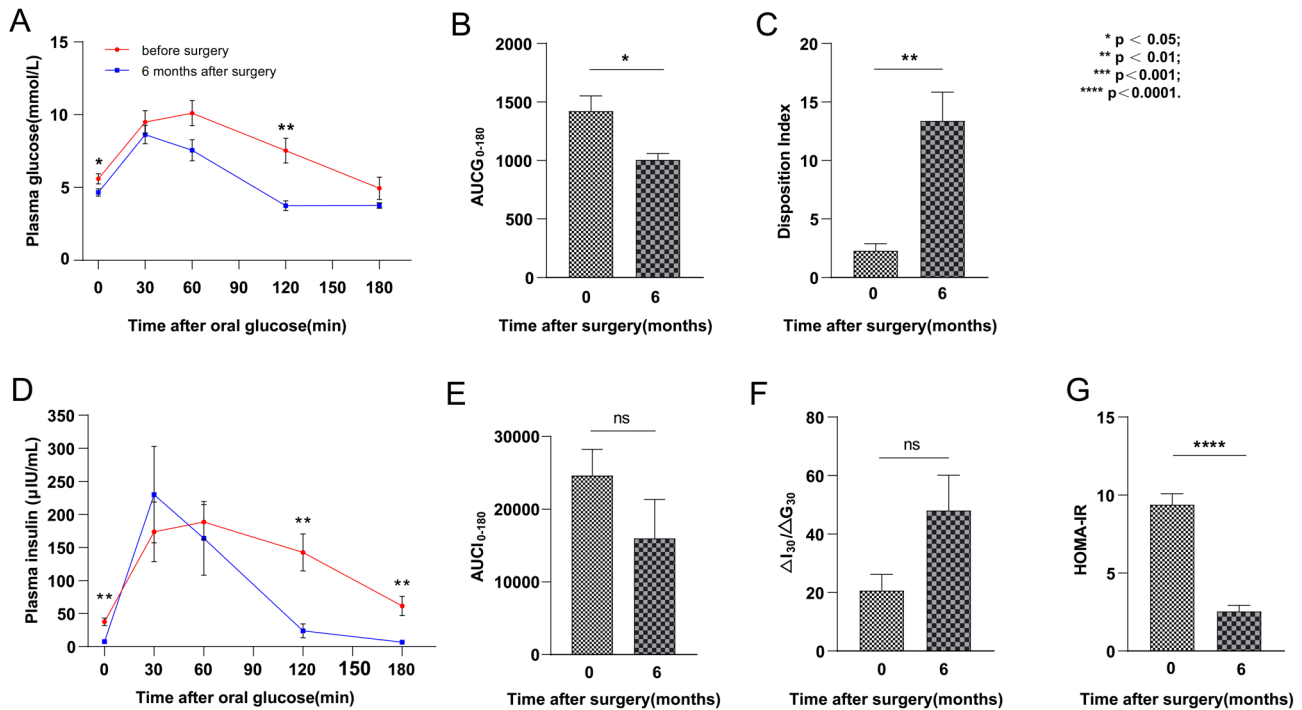 A
Plasma glucose(mmol/L)
15
10
5
0
before surgery
6 months after surgery
*
**
0 30 60 90 120 150 180
Time after oral glucose(min)
B
AUCG0-180
2000
1500
1000
500
0
*
0 6
Time after surgery(months)
C
Disposition Index
20
15
10
5
0
**
0 6
Time after surgery(months)
* p < 0.05;
** p < 0.01;
*** p<0.001;
**** p<0.0001.
D
Plasma insulin (μIU/mL)
350
300
250
200
150
100
50
0
**
**
**
0 30 60 90 120 150 180
Time after oral glucose(min)
E
AUCI0-180
30000
20000
10000
0
ns
0 6
Time after surgery(months)
F
△I30/△G30
80
60
40
20
0
ns
0 6
Time after surgery(months)
G
HOMA-IR
15
10
5
0
****
0 6
Time after surgery(months)